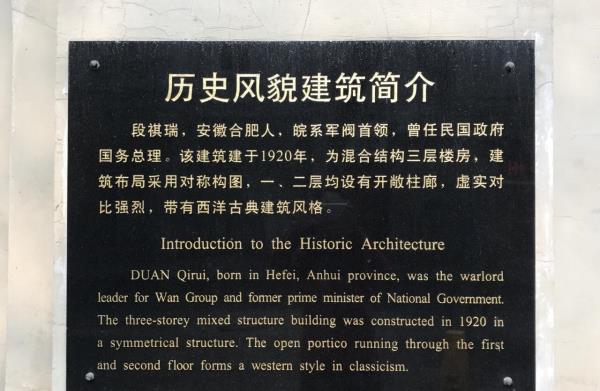 历史风貌建筑简介
段祺瑞，安徽合肥人，皖系军阀首领，曾任民国政府
国务总理。该建筑建于1920年，为混合结构三层楼房，建
筑布局采用对称构图，一、二层均设有开敞柱廊，虚实对
比强烈，带有西洋古典建筑风格。
Introduction to the Historic Architecture
DUAN Qirui, born in Hefei, Anhui province, was the warlord
leader for Wan Group and former prime minister of National Government.
The three-storey mixed structure building was constructed in 1920 in
a symmetrical structure. The open portico running through the first
and second floor forms a western style in classicism.